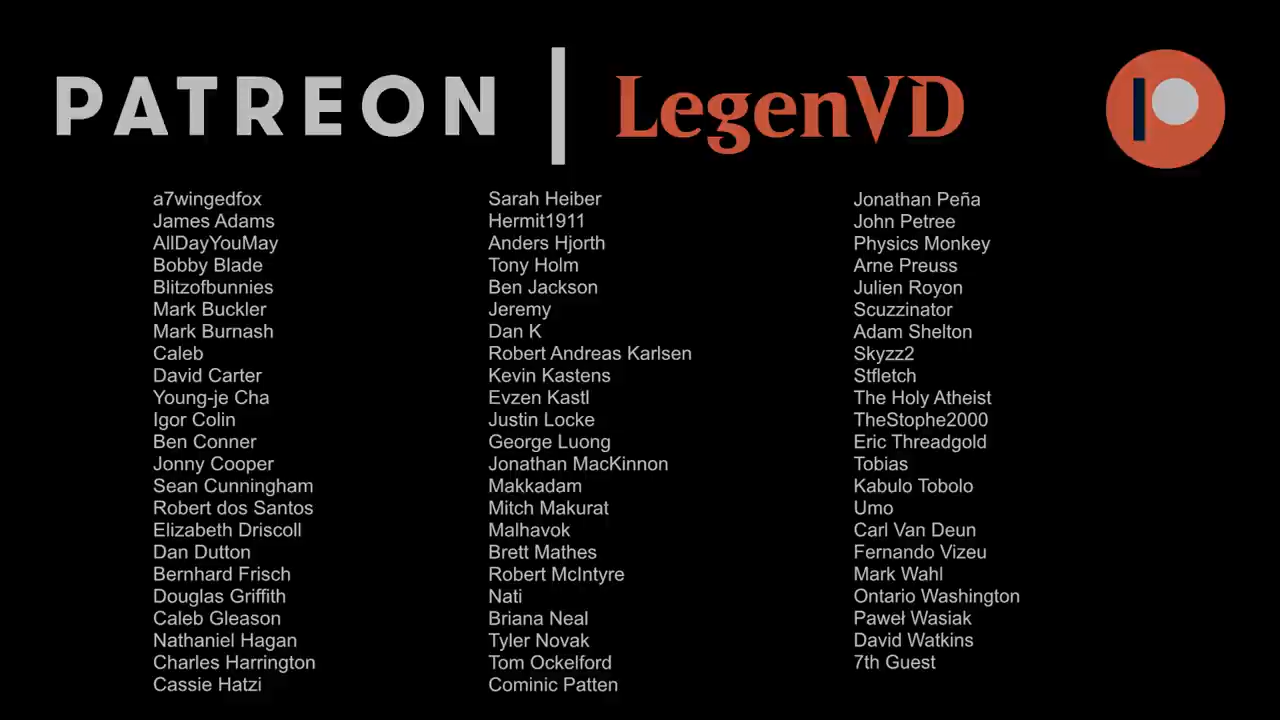 PATREON | LegenVD
a7wingedfox
James Adams
AllDayYouMay
Bobby Blade
Blitzofbunnies
Mark Buckler
Mark Burnash
Caleb
David Carter
Young-je Cha
Igor Colin
Ben Conner
Jonny Cooper
Sean Cunningham
Robert dos Santos
Elizabeth Driscoll
Dan Dutton
Bernhard Frisch
Douglas Griffith
Caleb Gleason
Nathaniel Hagan
Charles Harrington
Cassie Hatzi
Sarah Heiber
Hermit1911
Anders Hjorth
Tony Holm
Ben Jackson
Jeremy
Dan K
Robert Andreas Karlsen
Kevin Kastens
Evzen Kastl
Justin Locke
George Luong
Jonathan MacKinnon
Makkadam
Mitch Makurat
Malhavok
Brett Mathes
Robert McIntyre
Nati
Briana Neal
Tyler Novak
Tom Ockelford
Cominic Patten
Jonathan Peña
John Petree
Physics Monkey
Arne Preuss
Julien Royon
Scuzzinator
Adam Shelton
Skyzz2
Stfletch
The Holy Atheist
TheStophe2000
Eric Threadgold
Tobias
Kabulo Tobolo
Umo
Carl Van Deun
Fernando Vizeu
Mark Wahl
Ontario Washington
Paweł Wasiak
David Watkins
7th Guest